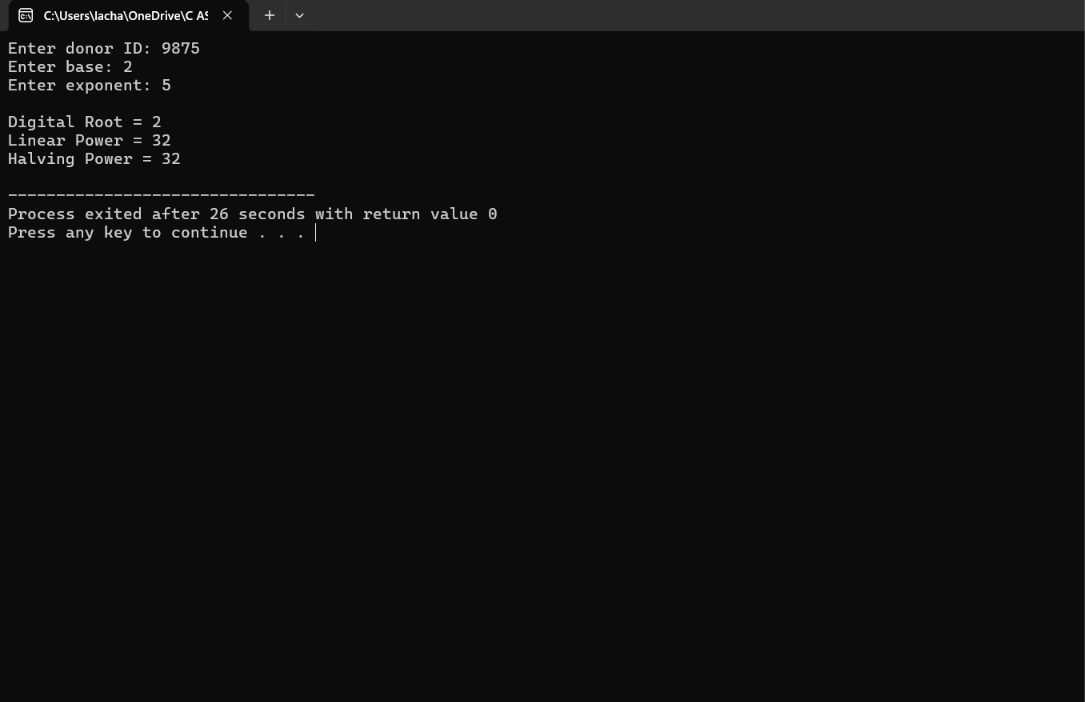 C:\Users\lacha\OneDrive\C AS
Enter donor ID: 9875
Enter base: 2
Enter exponent: 5
Digital Root = 2
Linear Power = 32
Halving Power = 32
--------------------------------
Process exited after 26 seconds with return value 0
Press any key to continue . . .